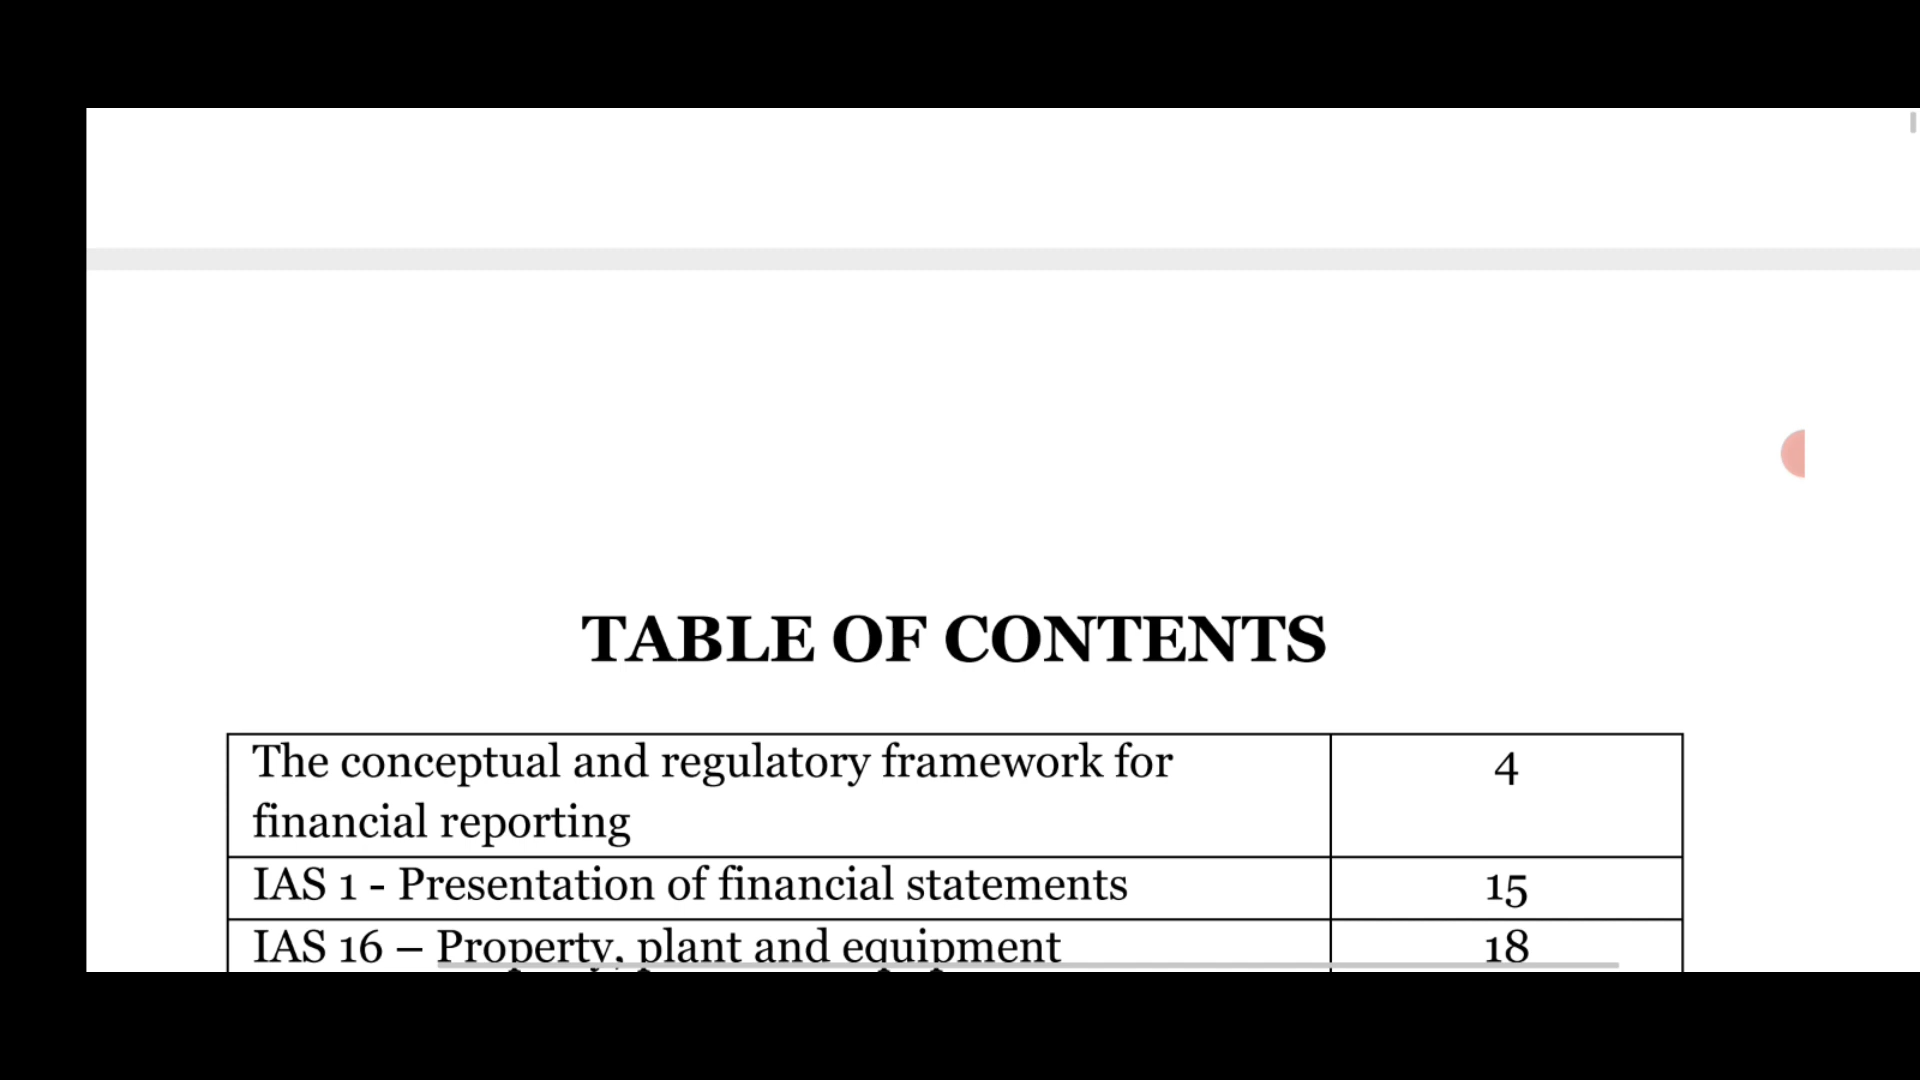 TABLE OF CONTENTS
The conceptual and regulatory framework for 4
financial reporting
IAS 1 - Presentation of financial statements 15
IAS 16 – Property, plant and equipment 18